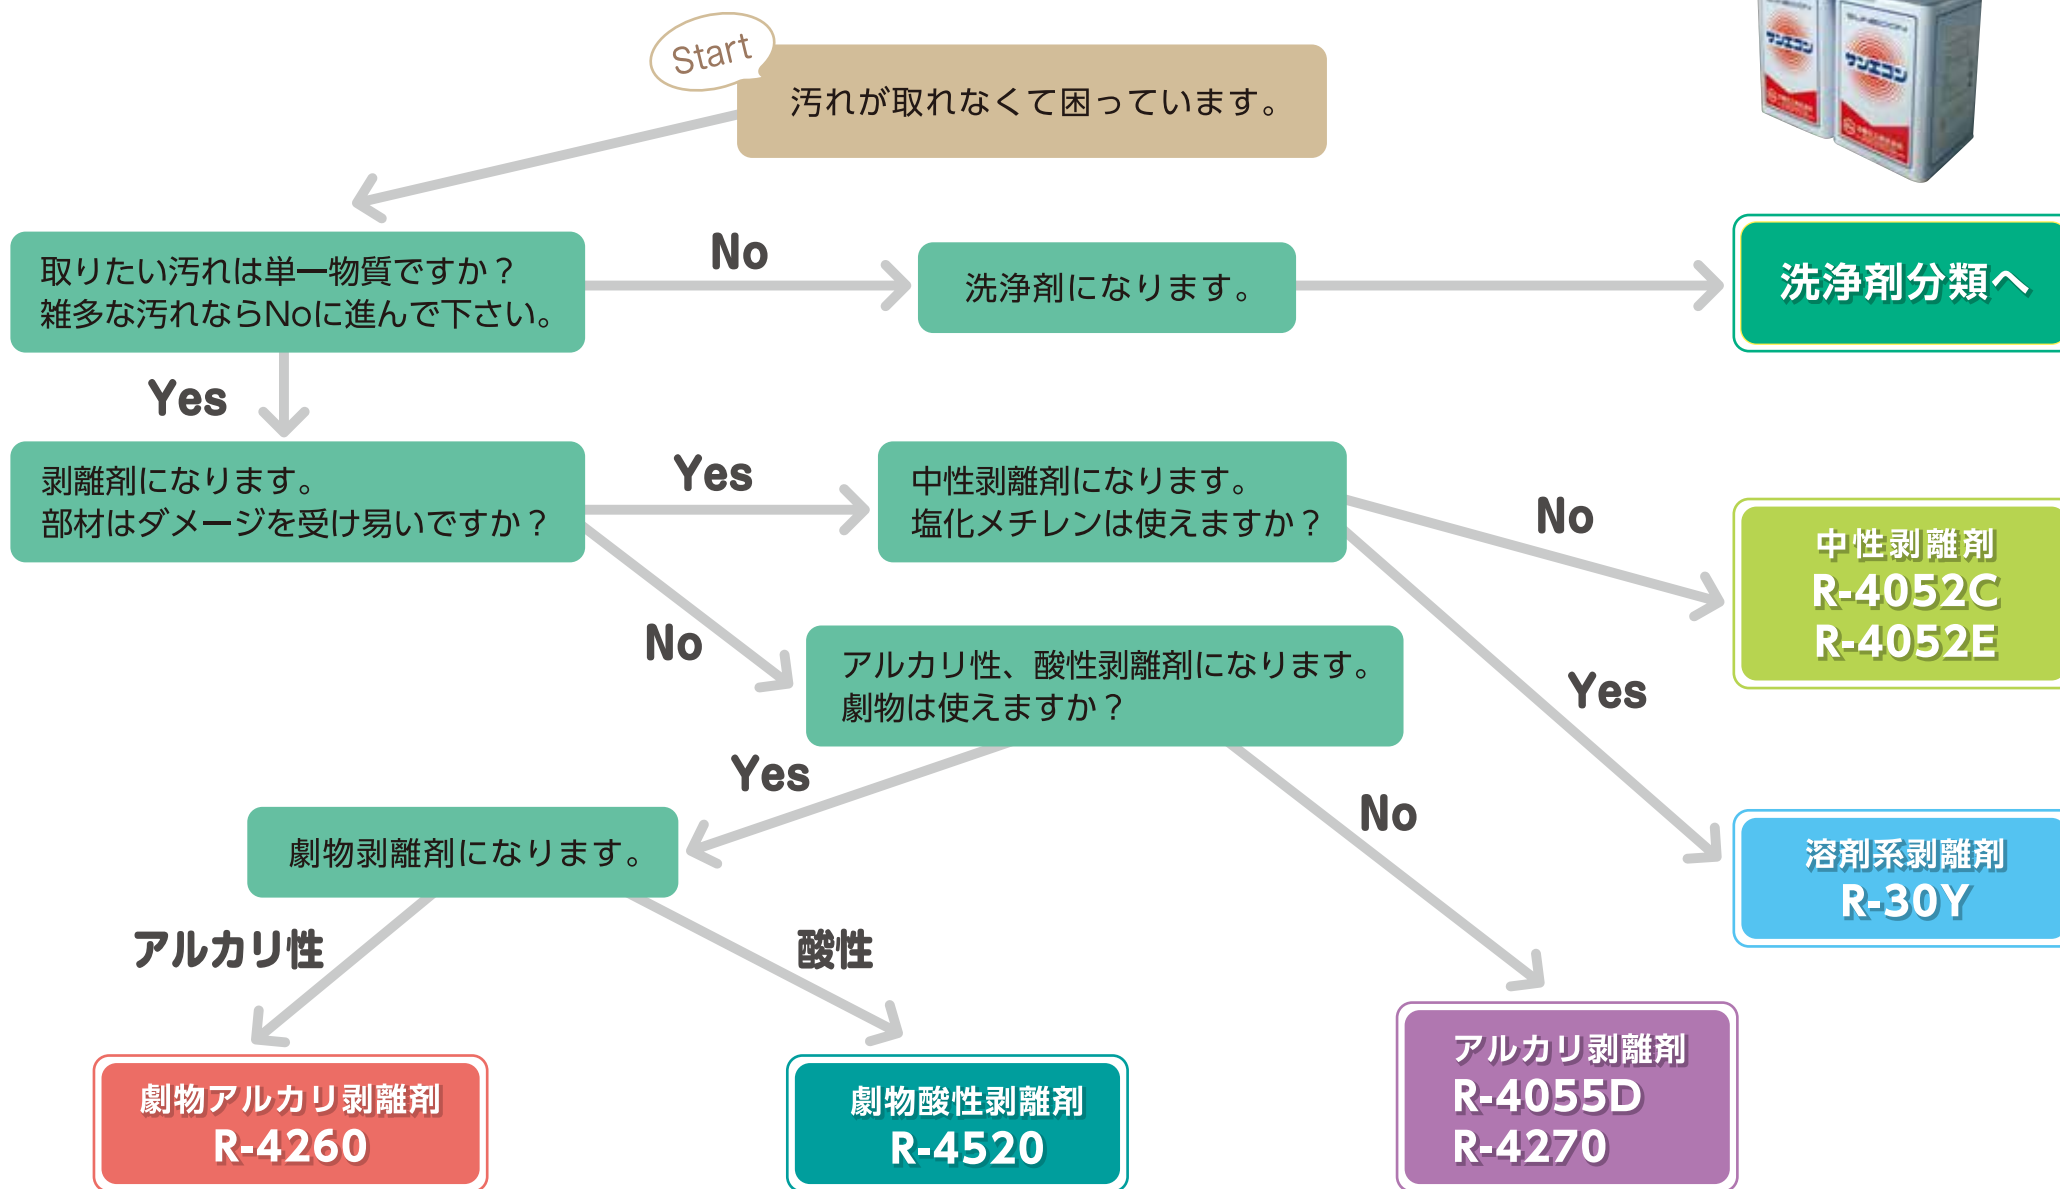 Start
汚れが取れなくて困っています。
サンエコン
サンエコン
取りたい汚れは単一物質ですか？
雑多な汚れならNoに進んで下さい。
No
洗浄剤になります。
洗浄剤分類へ
Yes
剥離剤になります。
部材はダメージを受け易いですか？
Yes
中性剥離剤になります。
塩化メチレンは使えますか？
No
中性剥離剤
R-4052C
R-4052E
No
アルカリ性、酸性剥離剤になります。
劇物は使えますか？
Yes
溶剤系剥離剤
R-30Y
Yes
劇物剥離剤になります。
No
アルカリ性
酸性
劇物アルカリ剥離剤
R-4260
劇物酸性剥離剤
R-4520
アルカリ剥離剤
R-4055D
R-4270